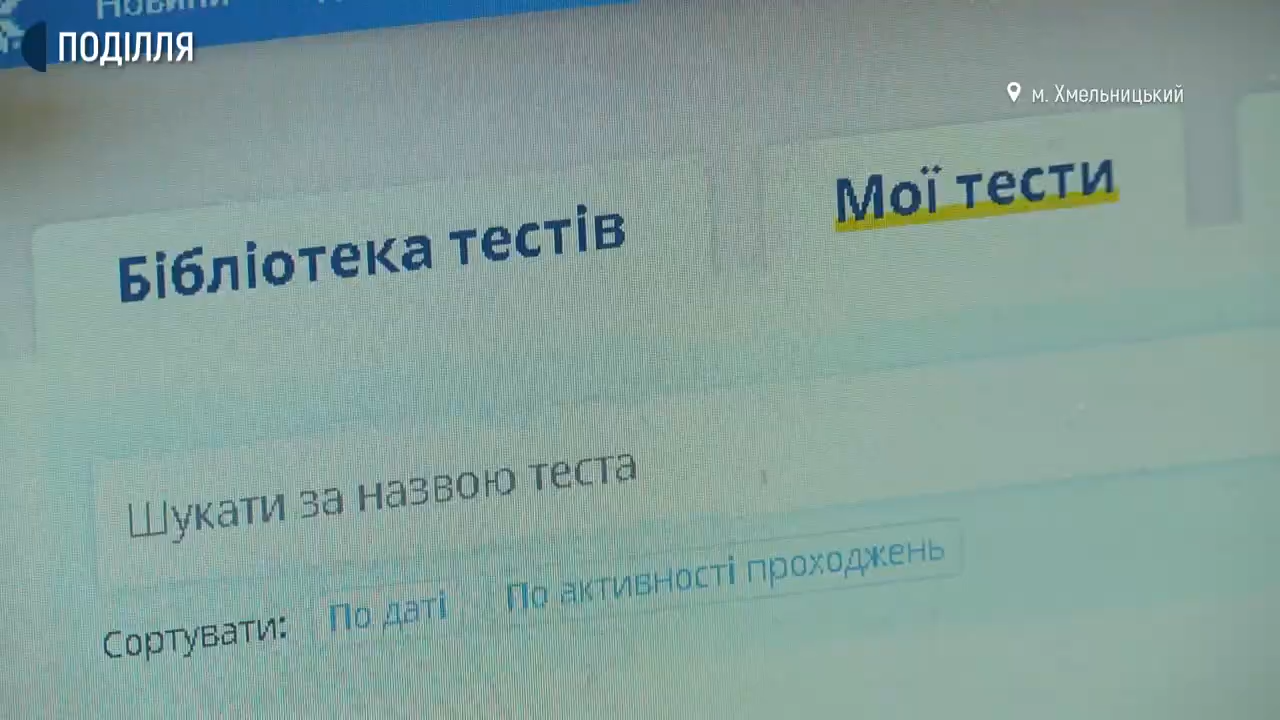 Новини
ПОДІЛЛЯ
м. Хмельницький
Бібліотека тестів
Мої тести
Шукати за назвою теста
Сортувати: По даті По активності проходжень